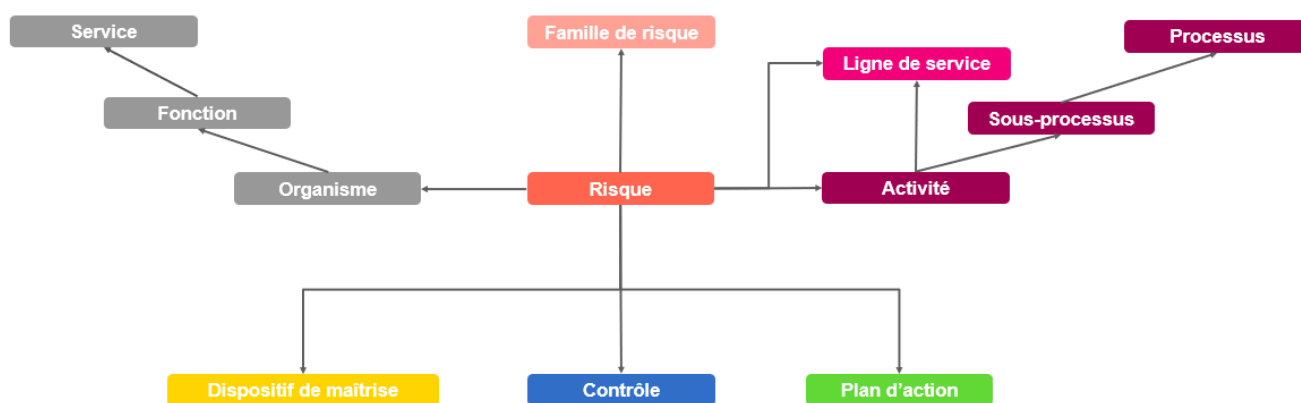 Service
Famille de risque
Processus
Ligne de service
Fonction
Sous-processus
Organisme
Risque
Activité
Dispositif de maîtrise
Contrôle
Plan d'action